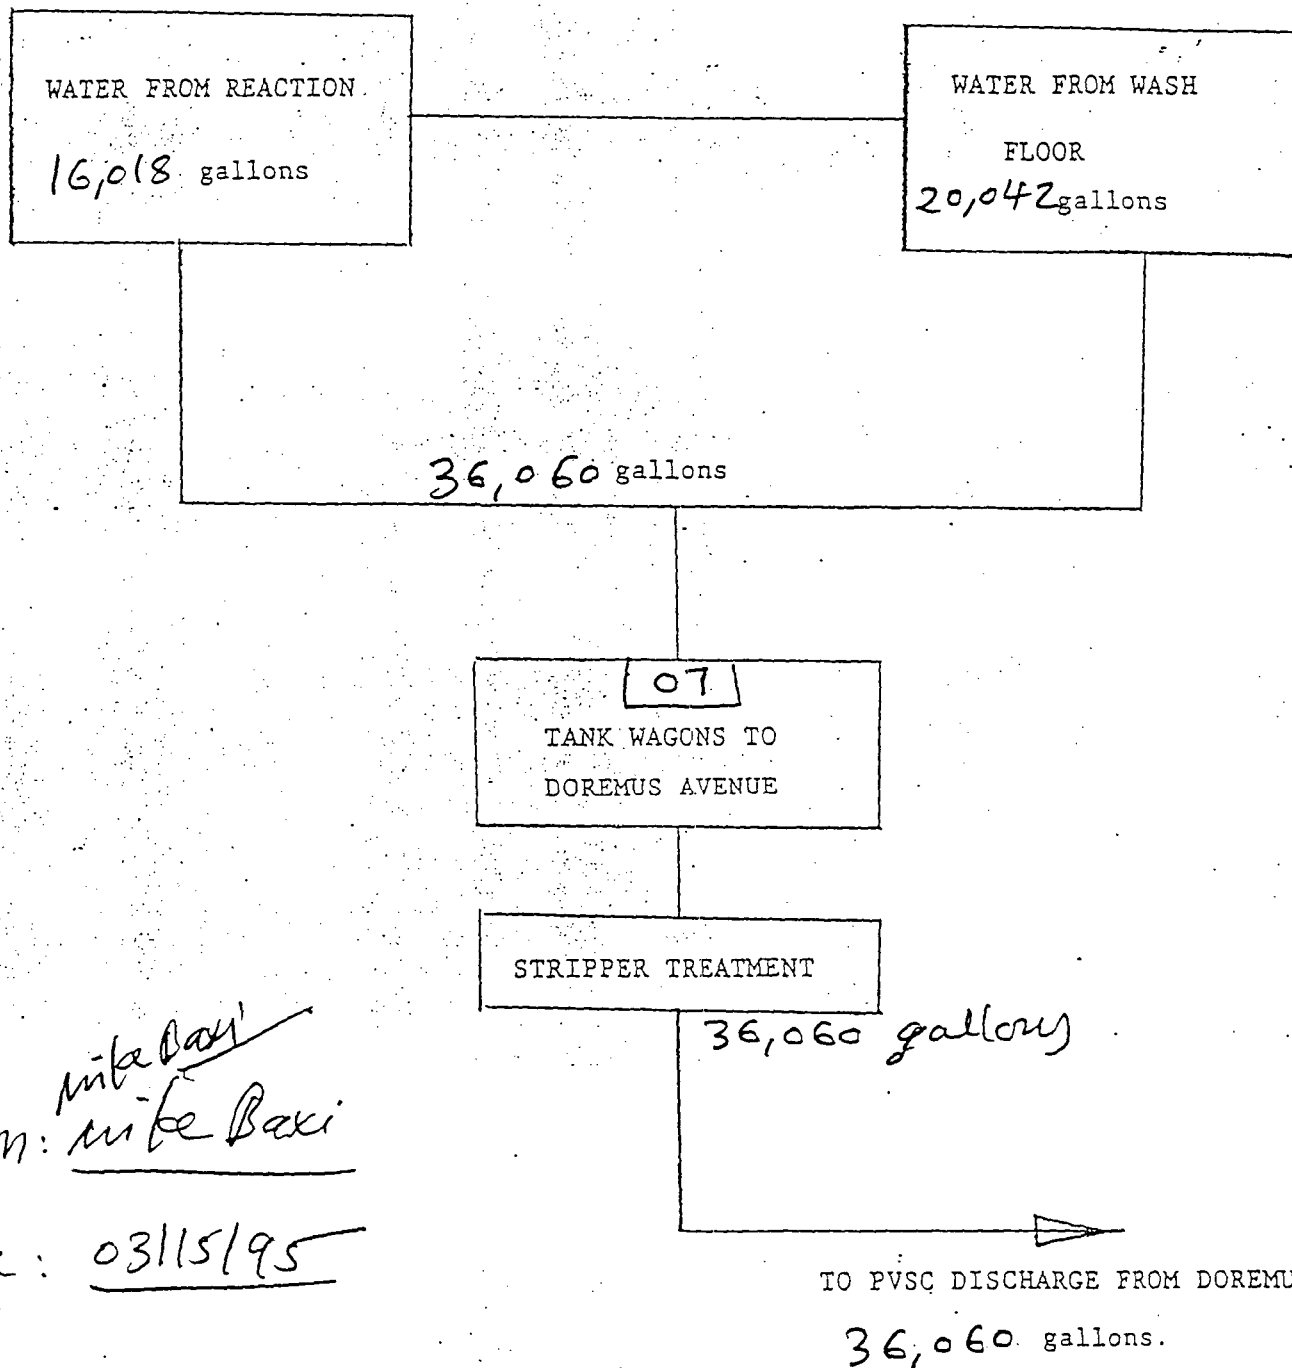 WATER FROM REACTION
16,018 gallons
WATER FROM WASH
FLOOR
20,042 gallons
36,060 gallons
07
TANK WAGONS TO
DOREMUS AVENUE
STRIPPER TREATMENT
36,060 gallons
mike Baxi
m: mike Baxi
: 03/15/95
TO PVSC DISCHARGE FROM DOREMU
36,060 gallons.